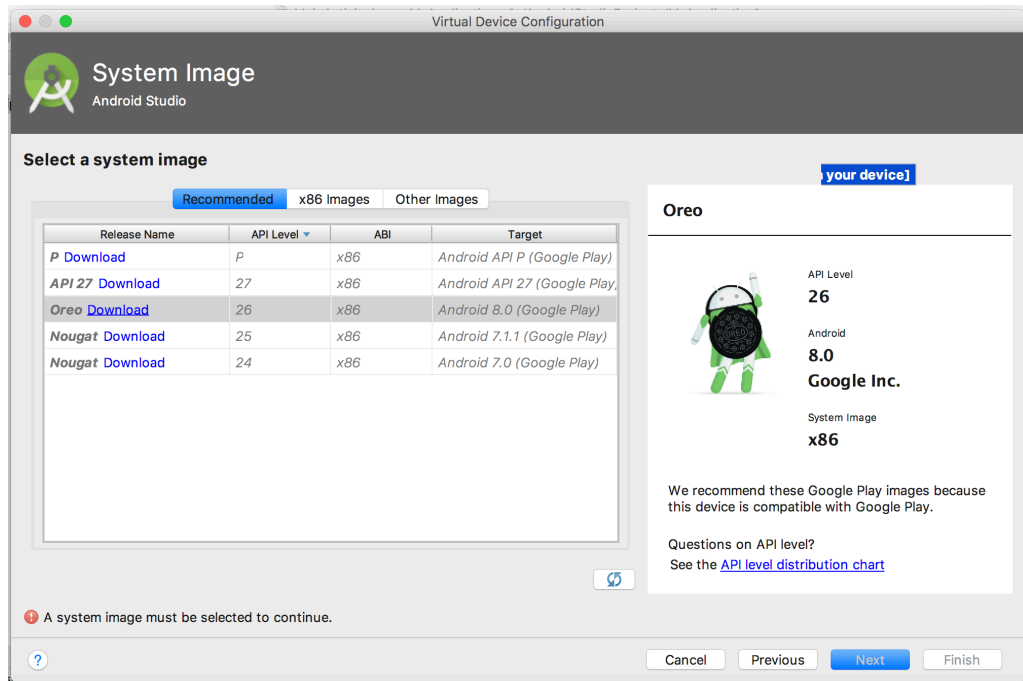 Virtual Device Configuration
System Image
Android Studio
Select a system image
your device]
Recommended x86 Images Other Images
Release Name API Level ABI Target
P Download P x86 Android API P (Google Play)
API 27 Download 27 x86 Android API 27 (Google Play,
Oreo Download 26 x86 Android 8.0 (Google Play)
Nougat Download 25 x86 Android 7.1.1 (Google Play)
Nougat Download 24 x86 Android 7.0 (Google Play)
Oreo
API Level
26
OREO
Android
8.0
Google Inc.
System Image
x86
We recommend these Google Play images because
this device is compatible with Google Play.
Questions on API level?
See the API level distribution chart
A system image must be selected to continue.
? Cancel Previous Next Finish